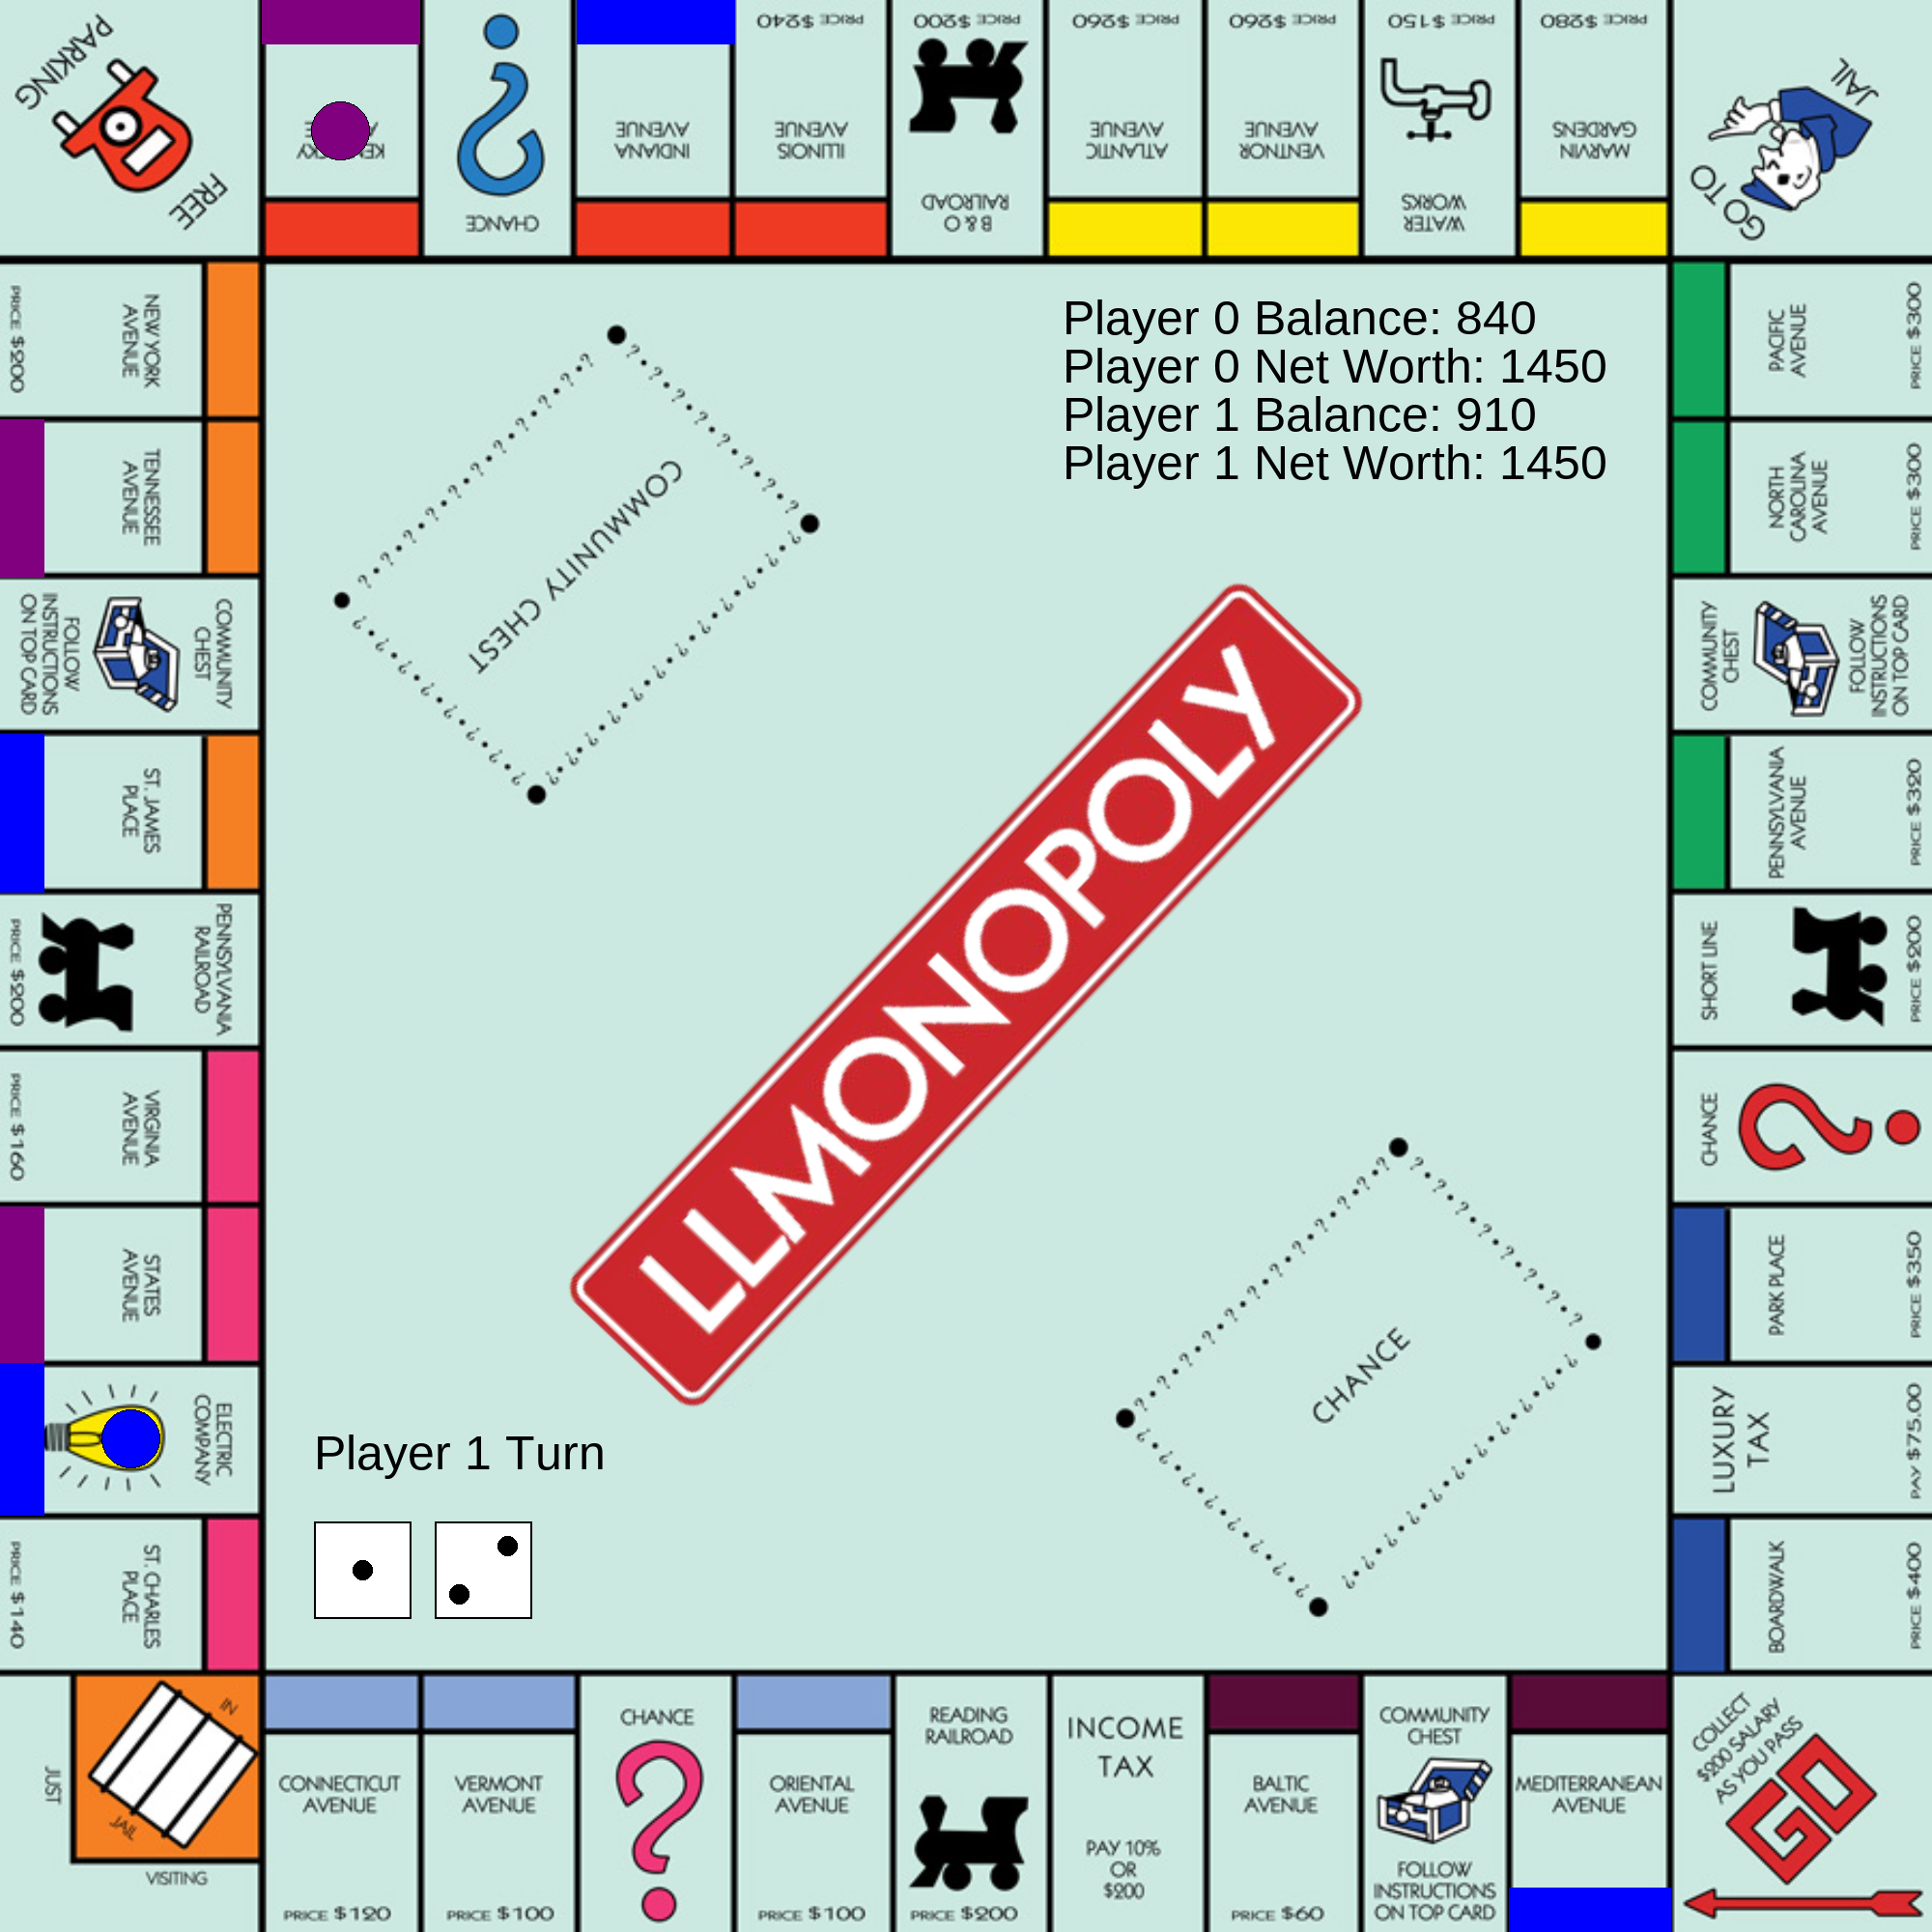 FREE
PARKING
KE
KY
A
CHANCE
INDIANA
AVENUE
ILLINOIS
AVENUE
PRICE $240
B & O
RAILROAD
PRICE $200
ATLANTIC
AVENUE
PRICE $260
VENTNOR
AVENUE
PRICE $260
WATER
WORKS
PRICE $150
MARVIN
GARDENS
PRICE $280
GO TO
JAIL
NEW YORK
AVENUE
PRICE $200
TENNESSEE
AVENUE
COMMUNITY
CHEST
FOLLOW
INSTRUCTIONS
ON TOP CARD
ST. JAMES
PLACE
PENNSYLVANIA
RAILROAD
PRICE $200
VIRGINIA
AVENUE
PRICE $160
STATES
AVENUE
ELECTRIC
COMPANY
ST. CHARLES
PLACE
PRICE $140
Player 0 Balance: 840
Player 0 Net Worth: 1450
Player 1 Balance: 910
Player 1 Net Worth: 1450
COMMUNITY CHEST
LLMONOPOLY
CHANCE
Player 1 Turn
PACIFIC
AVENUE
PRICE $300
NORTH
CAROLINA
AVENUE
PRICE $300
COMMUNITY
CHEST
FOLLOW
INSTRUCTIONS
ON TOP CARD
PENNSYLVANIA
AVENUE
PRICE $320
SHORT LINE
PRICE $200
CHANCE
PARK PLACE
PRICE $350
LUXURY
TAX
PAY $75.00
BOARDWALK
PRICE $400
JUST
VISITING
IN
JAIL
CONNECTICUT
AVENUE
PRICE $120
VERMONT
AVENUE
PRICE $100
CHANCE
ORIENTAL
AVENUE
PRICE $100
READING
RAILROAD
PRICE $200
INCOME
TAX
PAY 10%
OR
$200
BALTIC
AVENUE
PRICE $60
COMMUNITY
CHEST
FOLLOW
INSTRUCTIONS
ON TOP CARD
MEDITERRANEAN
AVENUE
COLLECT
$200 SALARY
AS YOU PASS
GO